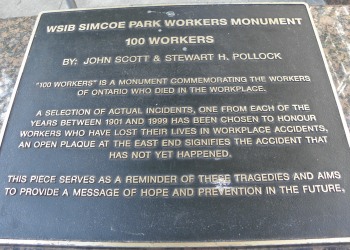 WSIB SIMCOE PARK WORKERS MONUMENT
100 WORKERS
BY: JOHN SCOTT & STEWART H. POLLOCK
"100 WORKERS" IS A MONUMENT COMMEMORATING THE WORKERS
OF ONTARIO WHO DIED IN THE WORKPLACE.
A SELECTION OF ACTUAL INCIDENTS, ONE FROM EACH OF THE
YEARS BETWEEN 1901 AND 1999 HAS BEEN CHOSEN TO HONOUR
WORKERS WHO HAVE LOST THEIR LIVES IN WORKPLACE ACCIDENTS,
AN OPEN PLAQUE AT THE EAST END SIGNIFIES THE ACCIDENT THAT
HAS NOT YET HAPPENED.
THIS PIECE SERVES AS A REMINDER OF THESE TRAGEDIES AND AIMS
TO PROVIDE A MESSAGE OF HOPE AND PREVENTION IN THE FUTURE.